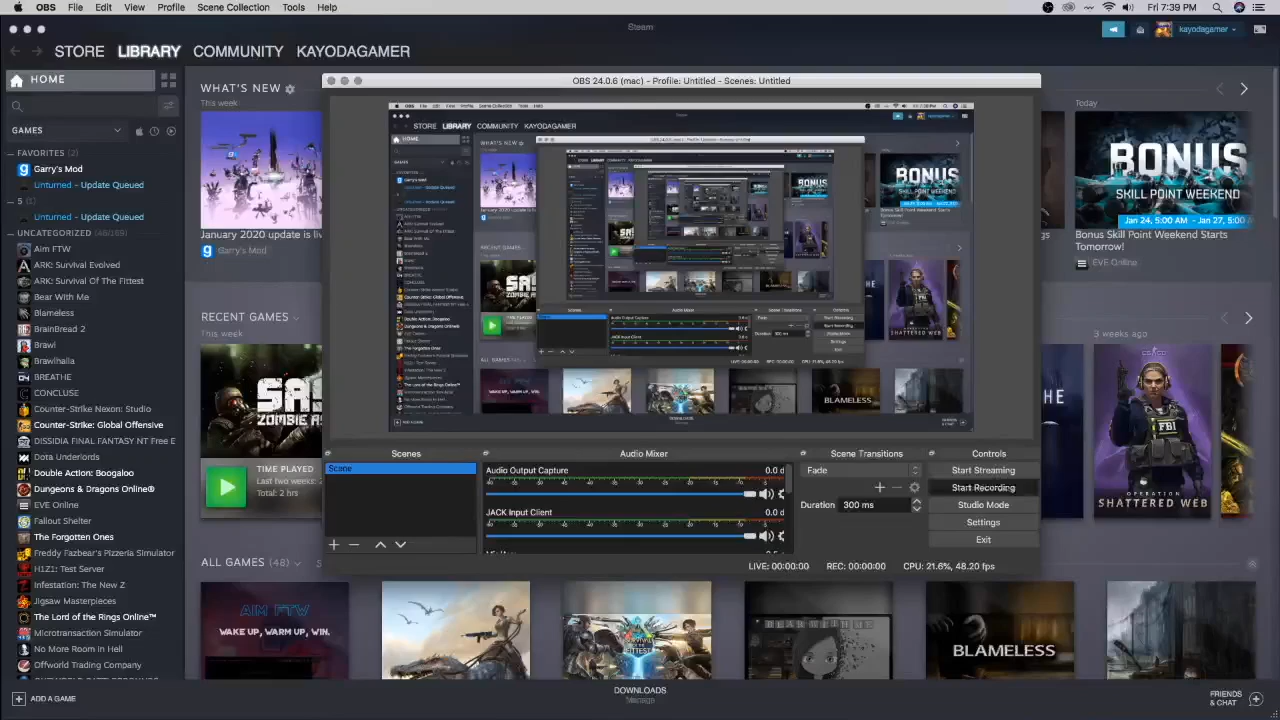 OBS File Edit View Profile Scene Collection Tools Help
Fri 7:39 PM
Steam
kayodagamer
STORE LIBRARY COMMUNITY KAYODAGAMER
HOME
GAMES
FAVORITES (2)
Garry's Mod
Unturned - Update Queued
Unturned - Update Queued
UNCATEGORIZED
Aim FTW
ARK: Survival Evolved
ARK: Survival Of The Fittest
Bear With Me
Blameless
BrainBread 2
Brawl
Brawlhalla
BREATHE
CONCLUSE
Counter-Strike Nexon: Studio
Counter-Strike: Global Offensive
DISSIDIA FINAL FANTASY NT Free E
Dota Underlords
Double Action: Boogaloo
Dungeons & Dragons Online®
EVE Online
Fallout Shelter
The Forgotten Ones
Freddy Fazbear's Pizzeria Simulator
H1Z1: Test Server
Infestation: The New Z
Jigsaw Masterpieces
The Lord of the Rings Online™
Microtransaction Simulator
No More Room in Hell
Offworld Trading Company
ADD A GAME
WHAT'S NEW
This week
January 2020 update is liv
Garry's Mod
RECENT GAMES
This week
TIME PLAYED
Last two weeks: 2
Total: 2 hrs
ALL GAMES (48)
AIM FTW
WAKE UP, WARM UP, WIN.
OBS 24.0.6 (mac) - Profile: Untitled - Scenes: Untitled
STORE LIBRARY COMMUNITY KAYODAGAMER
Scenes
Scene
Audio Mixer
Audio Output Capture 0.0 d
JACK Input Client 0.0 d
Scene Transitions
Fade
Duration 300 ms
Controls
Start Streaming
Start Recording
Studio Mode
Settings
Exit
LIVE: 00:00:00 REC: 00:00:00 CPU: 21.6%, 48.20 fps
Today
BONUS
SKILL POINT WEEKEND
Jan 24, 5:00 AM - Jan 27, 5:00 A
Bonus Skill Point Weekend Starts
Tomorrow!
EVE Online
3 weeks ago
FBI
OPERATION
SHATTERED WEB
BLAMELESS
DOWNLOADS
Manage
FRIENDS
& CHAT